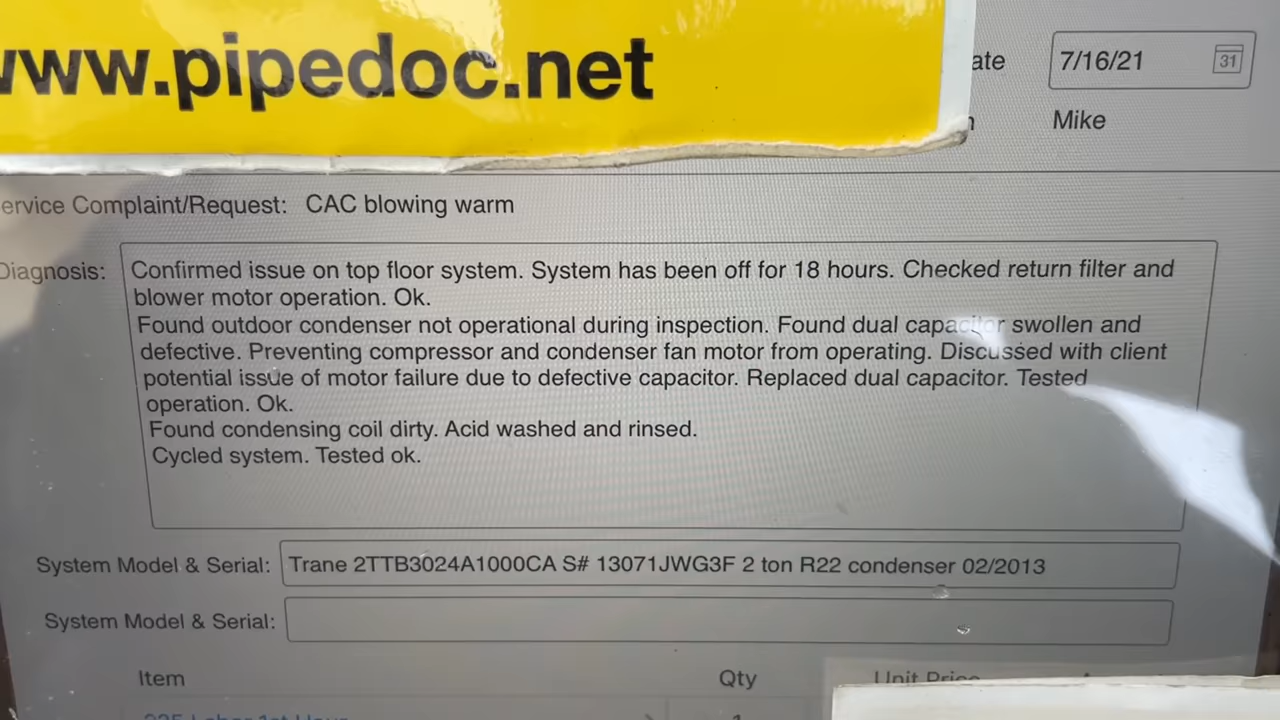 www.pipedoc.net
ate
7/16/21
31
Mike
ervice Complaint/Request: CAC blowing warm
Diagnosis:
Confirmed issue on top floor system. System has been off for 18 hours. Checked return filter and
blower motor operation. Ok.
Found outdoor condenser not operational during inspection. Found dual capacitor swollen and
defective. Preventing compressor and condenser fan motor from operating. Discussed with client
potential issue of motor failure due to defective capacitor. Replaced dual capacitor. Tested
operation. Ok.
Found condensing coil dirty. Acid washed and rinsed.
Cycled system. Tested ok.
System Model & Serial: Trane 2TTB3024A1000CA S# 13071JWG3F 2 ton R22 condenser 02/2013
System Model & Serial:
Item Qty Unit Price